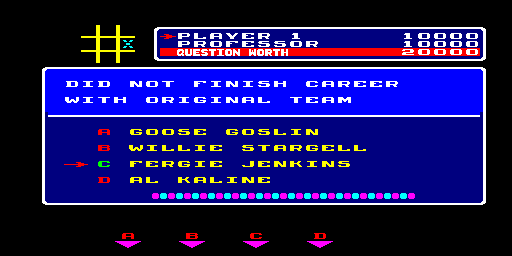 PLAYER 1 10000
PROFESSOR 10000
QUESTION WORTH 20000
X
DID NOT FINISH CAREER
WITH ORIGINAL TEAM
A GOOSE GOSLIN
B WILLIE STARGELL
C FERGIE JENKINS
D AL KALINE
A B C D